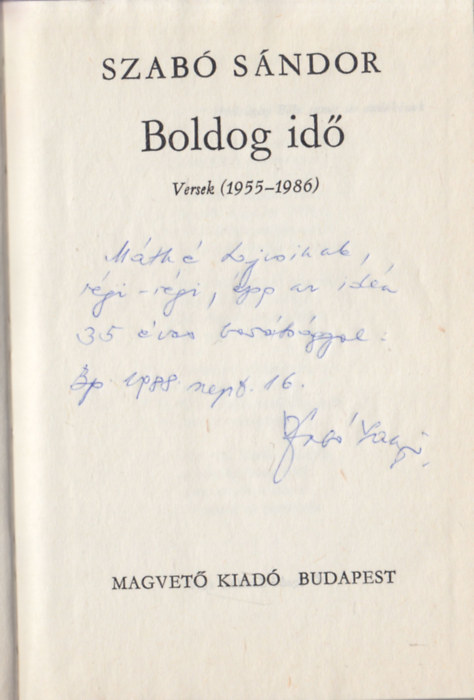 SZABÓ SÁNDOR
Boldog idő
Versek (1955–1986)
Máthé
régi-régi, épp az idén
35 éves barátsággal:
Bp. 1988. szept. 16.
Szabó
MAGVETŐ KIADÓ BUDAPEST